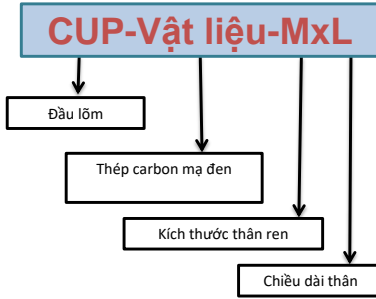 CUP-Vật liệu-MxL
Đầu lõm
Thép carbon mạ đen
Kích thước thân ren
Chiều dài thân